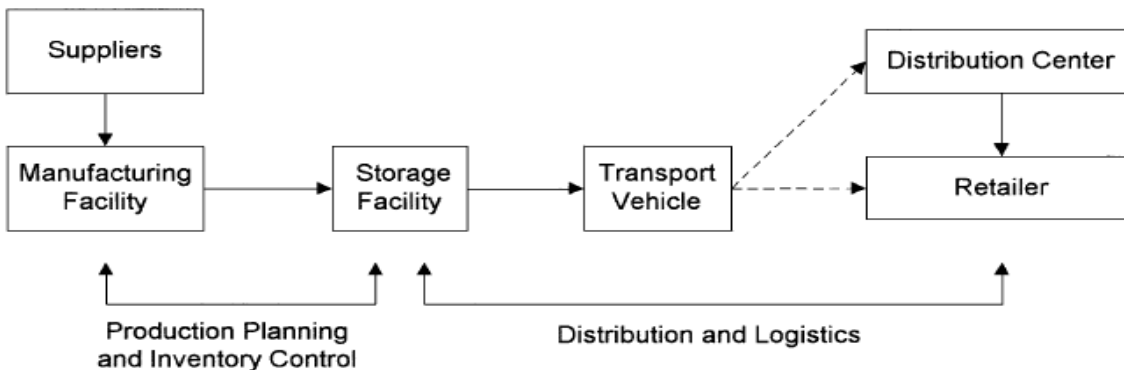 Suppliers
Distribution Center
Manufacturing
Facility
Storage
Facility
Transport
Vehicle
Retailer
Production Planning
and Inventory Control
Distribution and Logistics